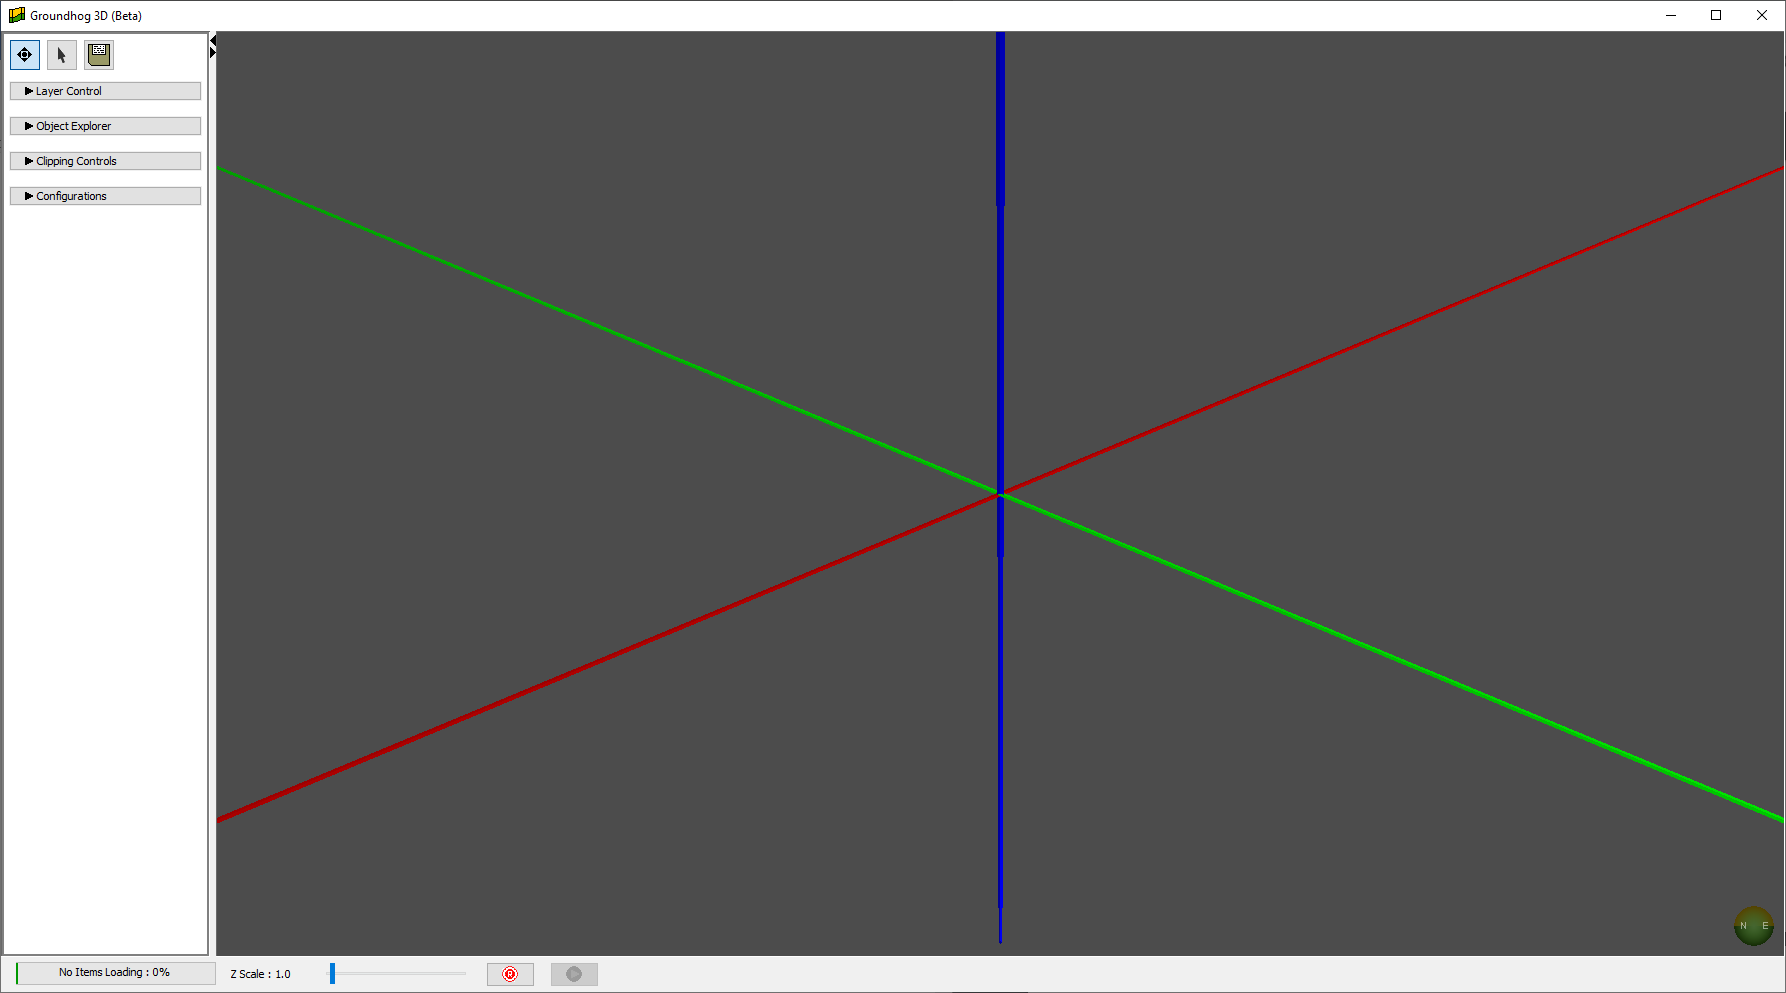 Groundhog 3D (Beta)
Layer Control
Object Explorer
Clipping Controls
Configurations
N E
No Items Loading : 0%
Z Scale : 1.0
R